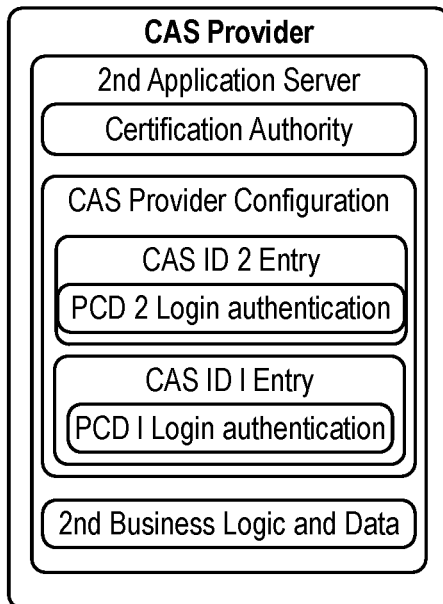 CAS Provider
2nd Application Server
Certification Authority
CAS Provider Configuration
CAS ID 2 Entry
PCD 2 Login authentication
CAS ID I Entry
PCD I Login authentication
2nd Business Logic and Data